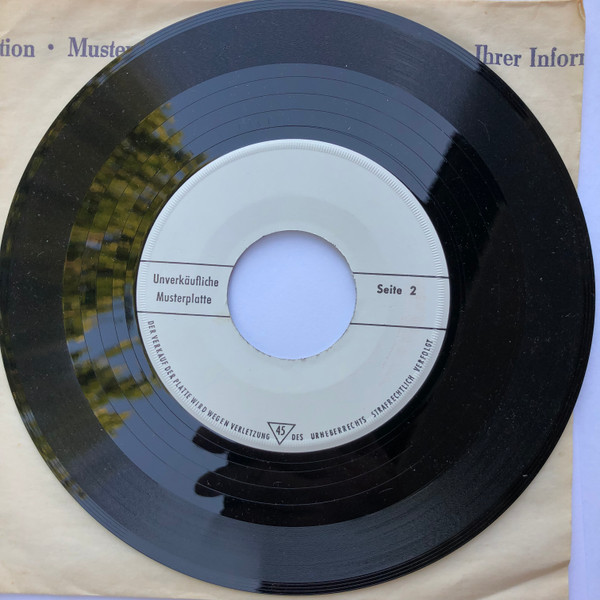 tion • Muster
Ihrer Infor
Unverkäufliche
Musterplatte
Seite 2
DER VERKAUF DER PLATTE WIRD WEGEN VERLETZUNG 45 DES URHEBERRECHTS STRAFRECHTLICH VERFOLGT